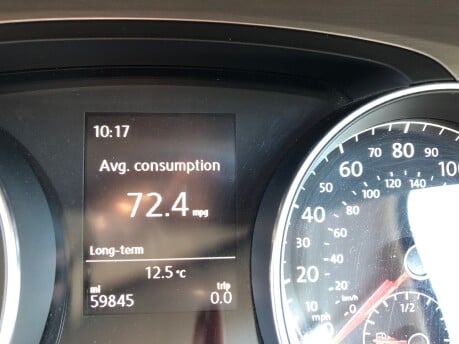 10:17
Avg. consumption
72.4 mpg
Long-term
12.5 °C
mi trip
59845 0.0
70 80 90
60 100
100 120 140
50 80
40 60
30 40
20 20
10 km/h
mph 0
0 1/2